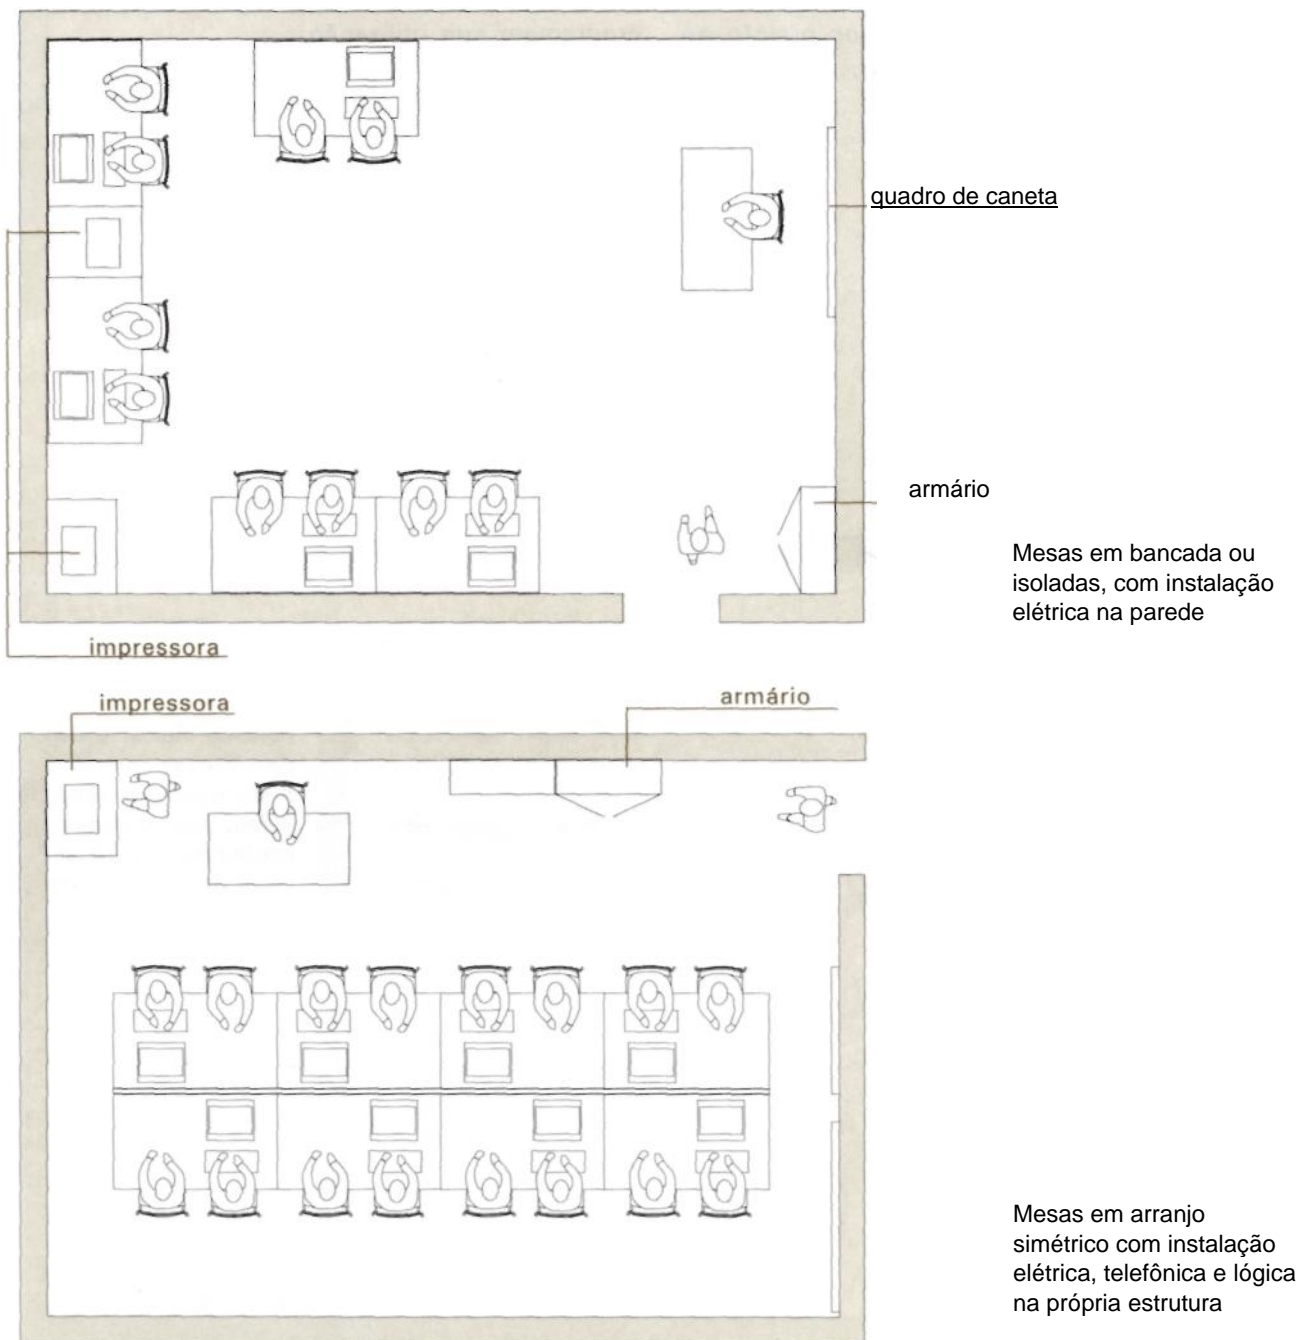 quadro de caneta
armário
Mesas em bancada ou
isoladas, com instalação
elétrica na parede
impressora
impressora
armário
Mesas em arranjo
simétrico com instalação
elétrica, telefônica e lógica
na própria estrutura